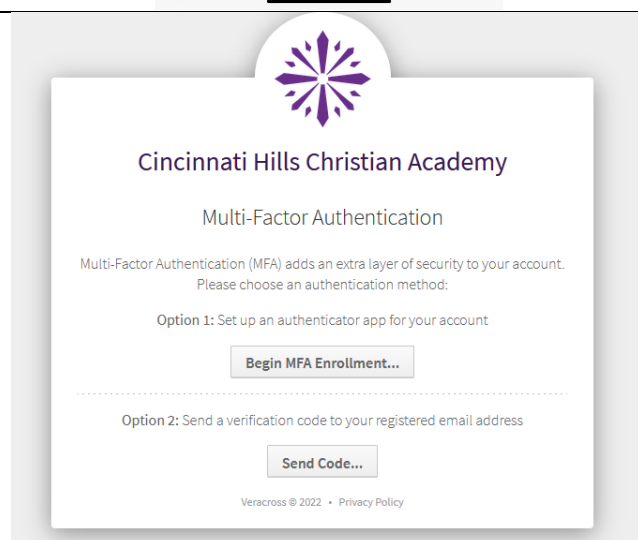 Cincinnati Hills Christian Academy
Multi-Factor Authentication
Multi-Factor Authentication (MFA) adds an extra layer of security to your account.
Please choose an authentication method:
Option 1: Set up an authenticator app for your account
Begin MFA Enrollment...
Option 2: Send a verification code to your registered email address
Send Code...
Veracross © 2022 • Privacy Policy